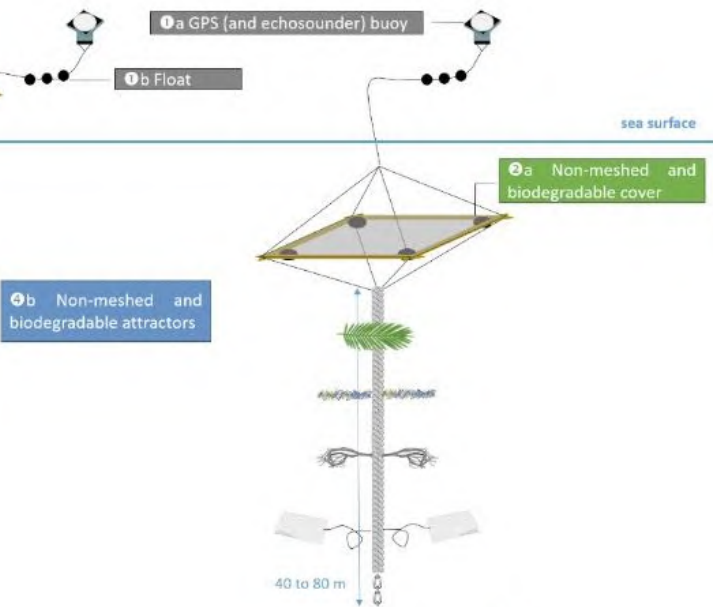 ❶a GPS (and echosounder) buoy
❶b Float
sea surface
❷a Non-meshed and
biodegradable cover
❹b Non-meshed and
biodegradable attractors
40 to 80 m